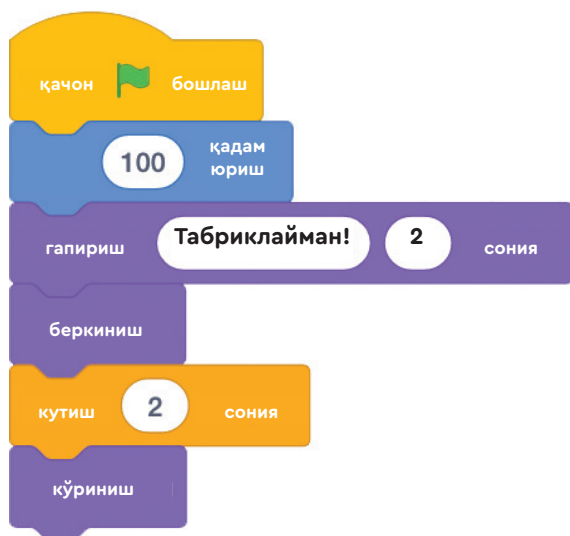 қачон бошлаш
100 қадам
юриш
гапириш Табриклайман! 2 сония
беркиниш
кутиш 2 сония
кўриниш